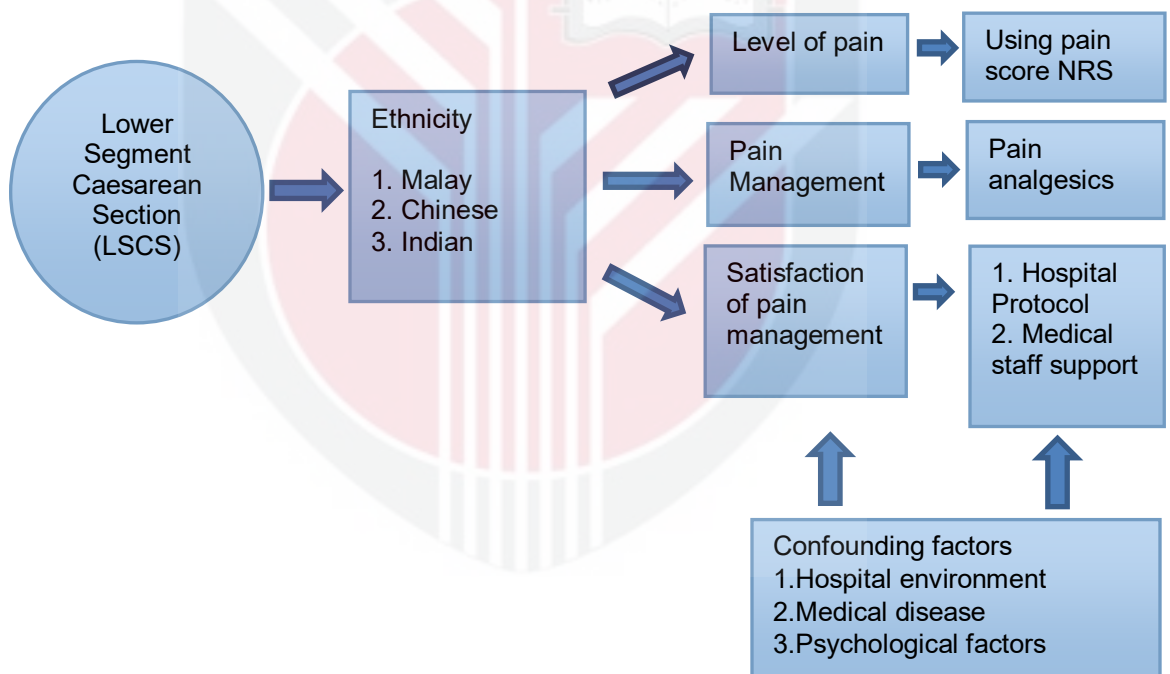 Lower
Segment
Caesarean
Section
(LSCS)
Ethnicity
1. Malay
2. Chinese
3. Indian
Level of pain
Using pain
score NRS
Pain
Management
Pain
analgesics
Satisfaction
of pain
management
1. Hospital
Protocol
2. Medical
staff support
Confounding factors
1.Hospital environment
2.Medical disease
3.Psychological factors